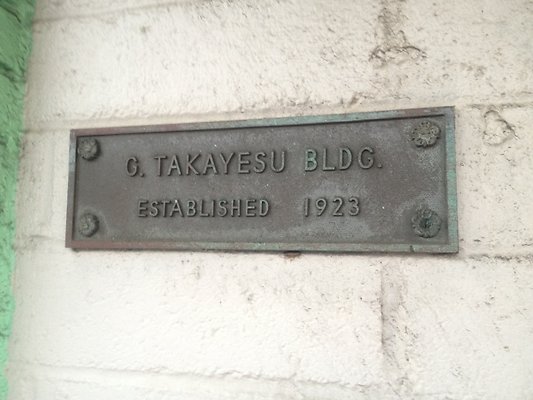 G. TAKAYESU BLDG.
ESTABLISHED 1923